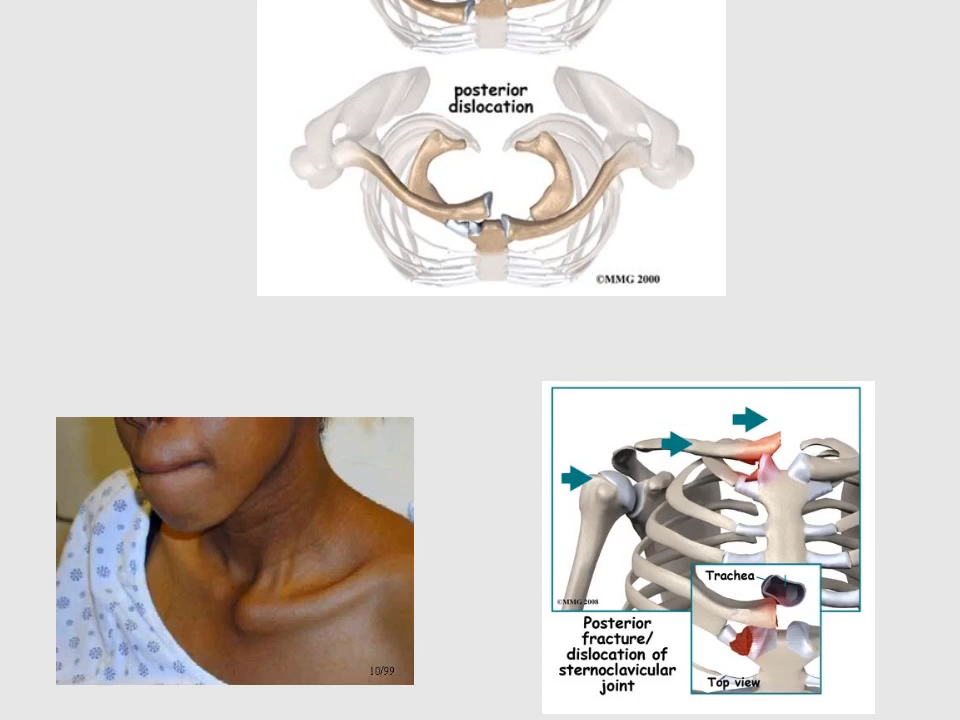 posterior
dislocation
©MMG 2000
10/99
Trachea
©MMG 2008
Posterior
fracture/
dislocation of
sternoclavicular
joint
Top view